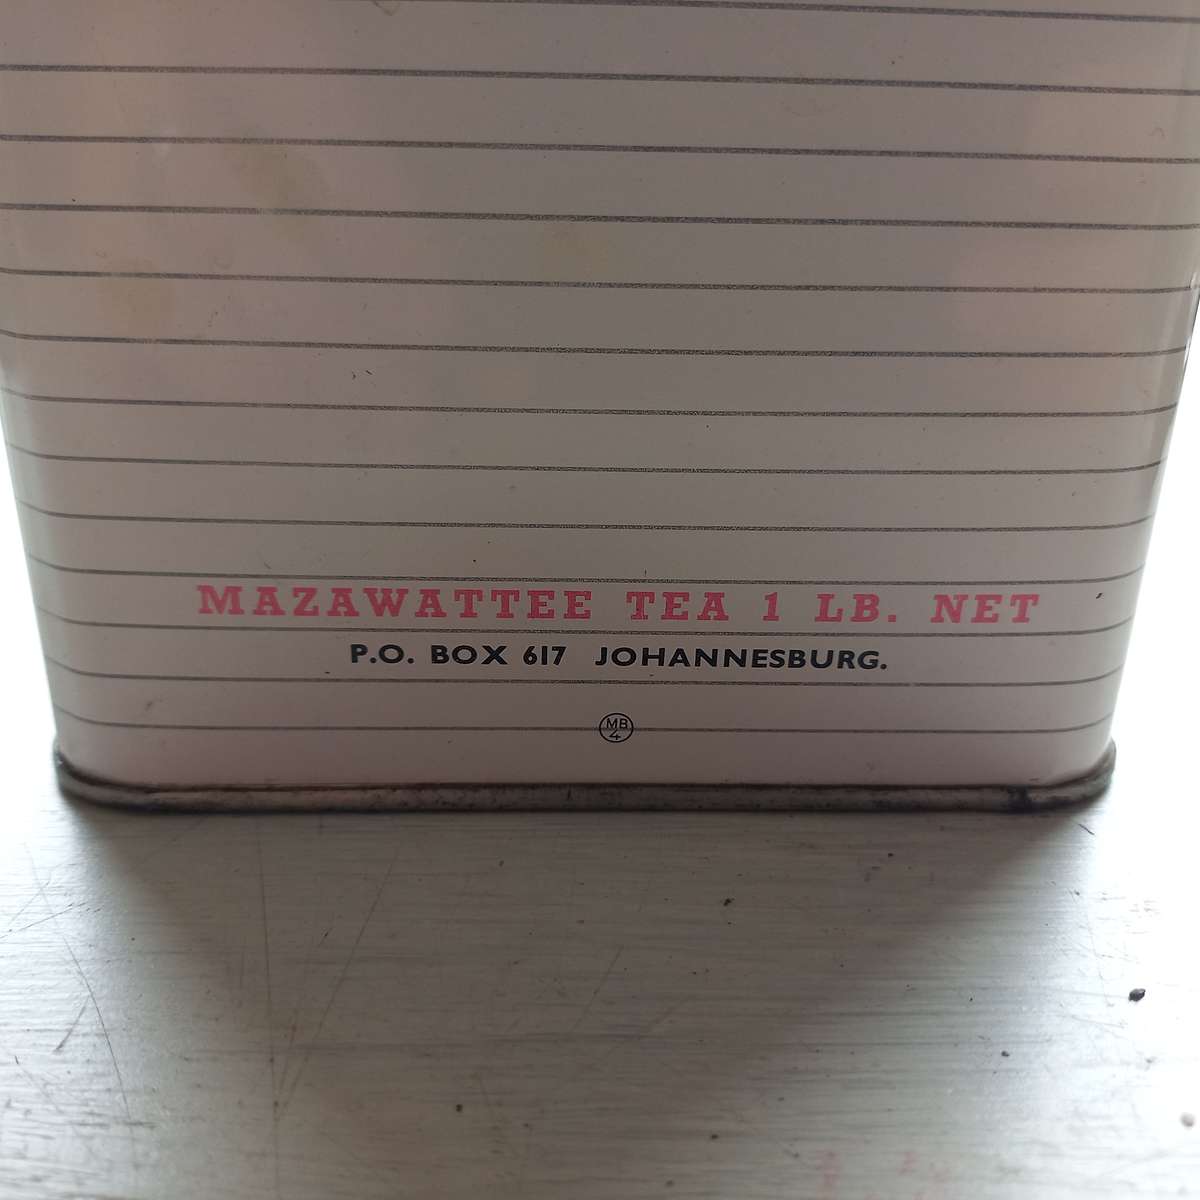 MAZAWATTEE TEA 1 LB. NET
P.O. BOX 617 JOHANNESBURG.
MB
4